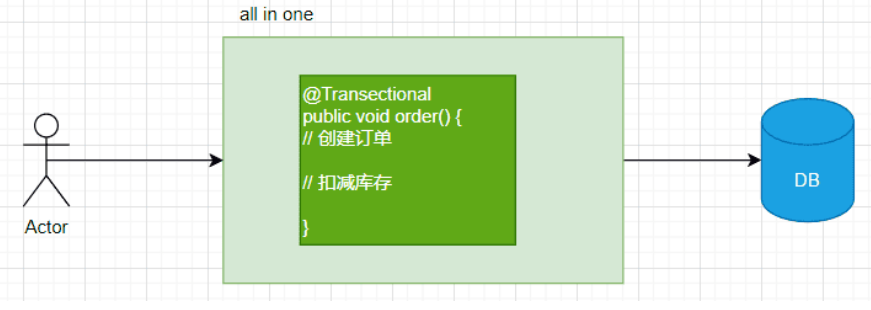 all in one
@Transectional
public void order() {
// 创建订单
// 扣减库存
}
Actor
DB